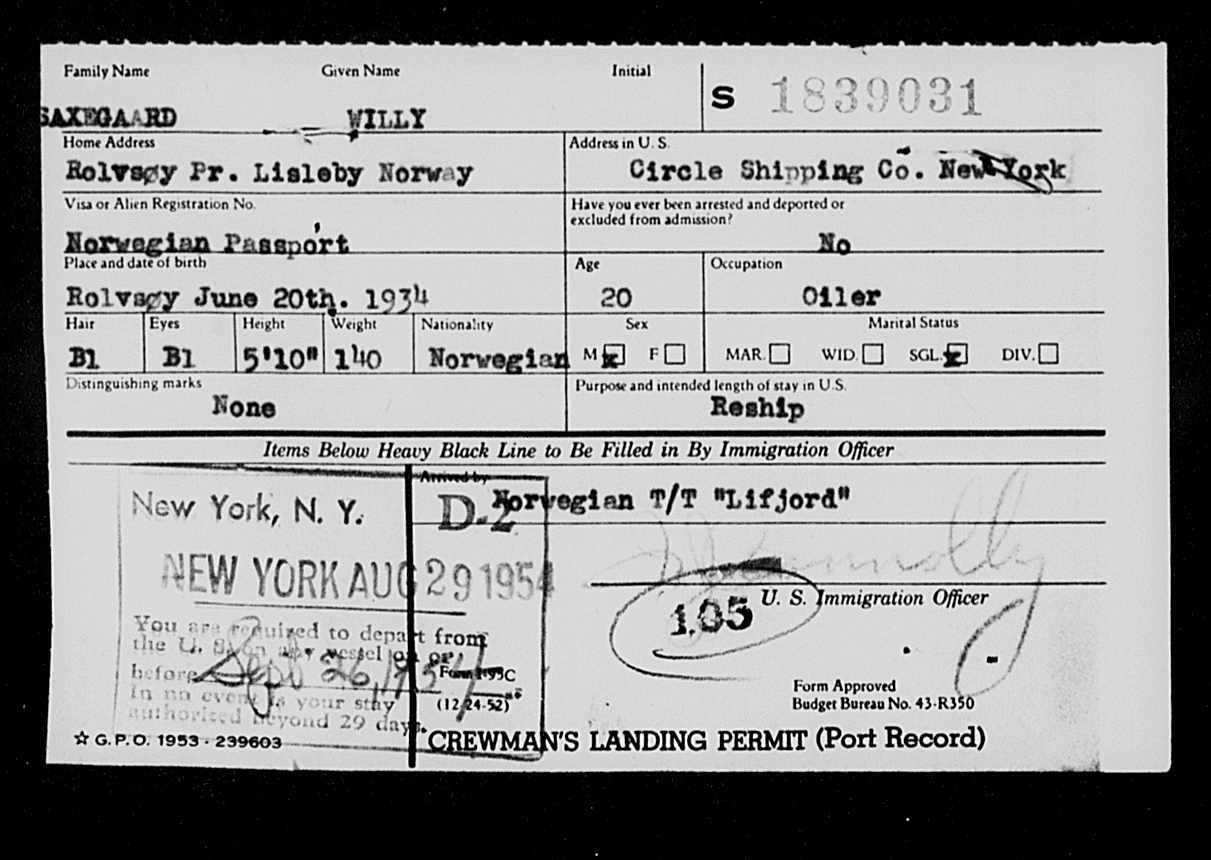 Family Name Given Name Initial
S 1839031
SAXEGAARD WILLY
Home Address Address in U. S.
Rolvsøy Pr. Lisleby Norway Circle Shipping Co. New York
Visa or Alien Registration No. Have you ever been arrested and deported or
excluded from admission?
Norwegian Passport No
Place and date of birth Age Occupation
Rolvsøy June 20th. 1934 20 Oiler
Hair Eyes Height Weight Nationality Sex Marital Status
Bl Bl 5'10" 140 Norwegian M x F MAR. WID. SGL. x DIV.
Distinguishing marks Purpose and intended length of stay in U.S.
None Reship
Items Below Heavy Black Line to Be Filled in By Immigration Officer
Arrived by
New York, N. Y. D-2 Norwegian T/T "Lifjord"
NEW YORK AUG 29 1954
105 U. S. Immigration Officer
You are required to depart from
the U. S. on any vessel on or
before Sept 26, 1954 Form I-95C
In no event is your stay (12-24-52)
authorized beyond 29 days.
Form Approved
Budget Bureau No. 43-R350
☆ G.P.O. 1953 - 239603 CREWMAN'S LANDING PERMIT (Port Record)